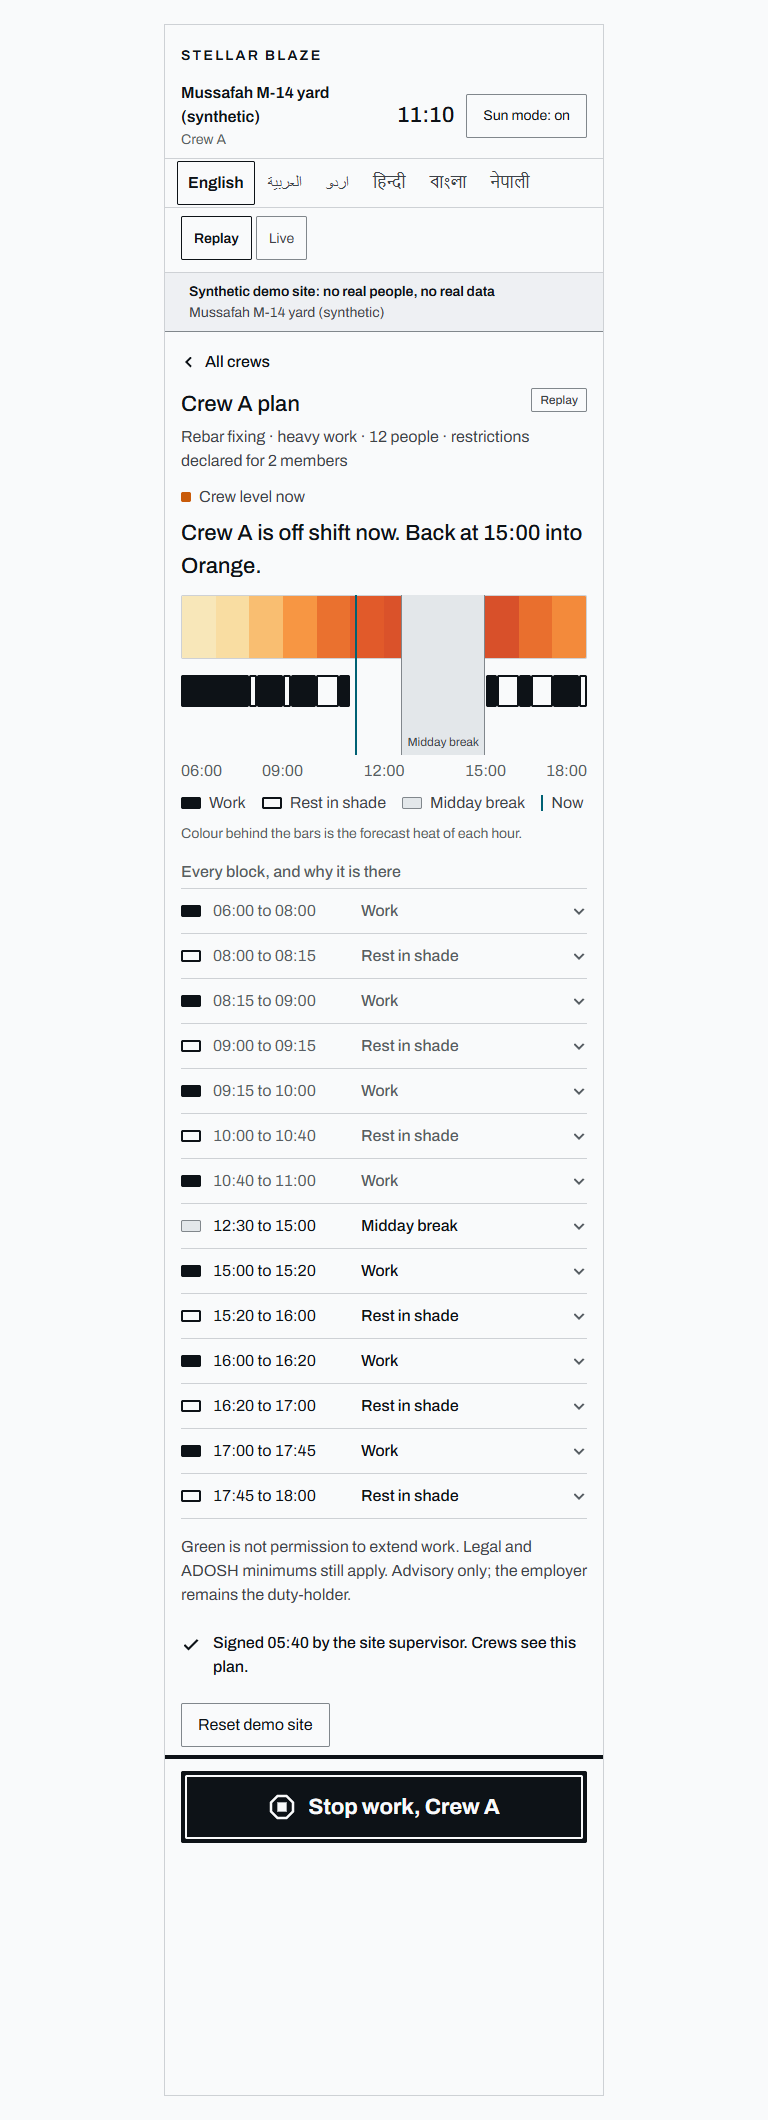 STELLAR BLAZE
Mussafah M-14 yard
(synthetic)
Crew A
11:10
Sun mode: on
English العربية اردو हिन्दी বাংলা नेपाली
Replay Live
Synthetic demo site: no real people, no real data
Mussafah M-14 yard (synthetic)
All crews
Crew A plan
Replay
Rebar fixing · heavy work · 12 people · restrictions
declared for 2 members
Crew level now
Crew A is off shift now. Back at 15:00 into
Orange.
Midday break
06:00 09:00 12:00 15:00 18:00
Work Rest in shade Midday break Now
Colour behind the bars is the forecast heat of each hour.
Every block, and why it is there
06:00 to 08:00 Work
08:00 to 08:15 Rest in shade
08:15 to 09:00 Work
09:00 to 09:15 Rest in shade
09:15 to 10:00 Work
10:00 to 10:40 Rest in shade
10:40 to 11:00 Work
12:30 to 15:00 Midday break
15:00 to 15:20 Work
15:20 to 16:00 Rest in shade
16:00 to 16:20 Work
16:20 to 17:00 Rest in shade
17:00 to 17:45 Work
17:45 to 18:00 Rest in shade
Green is not permission to extend work. Legal and
ADOSH minimums still apply. Advisory only; the employer
remains the duty-holder.
Signed 05:40 by the site supervisor. Crews see this
plan.
Reset demo site
Stop work, Crew A